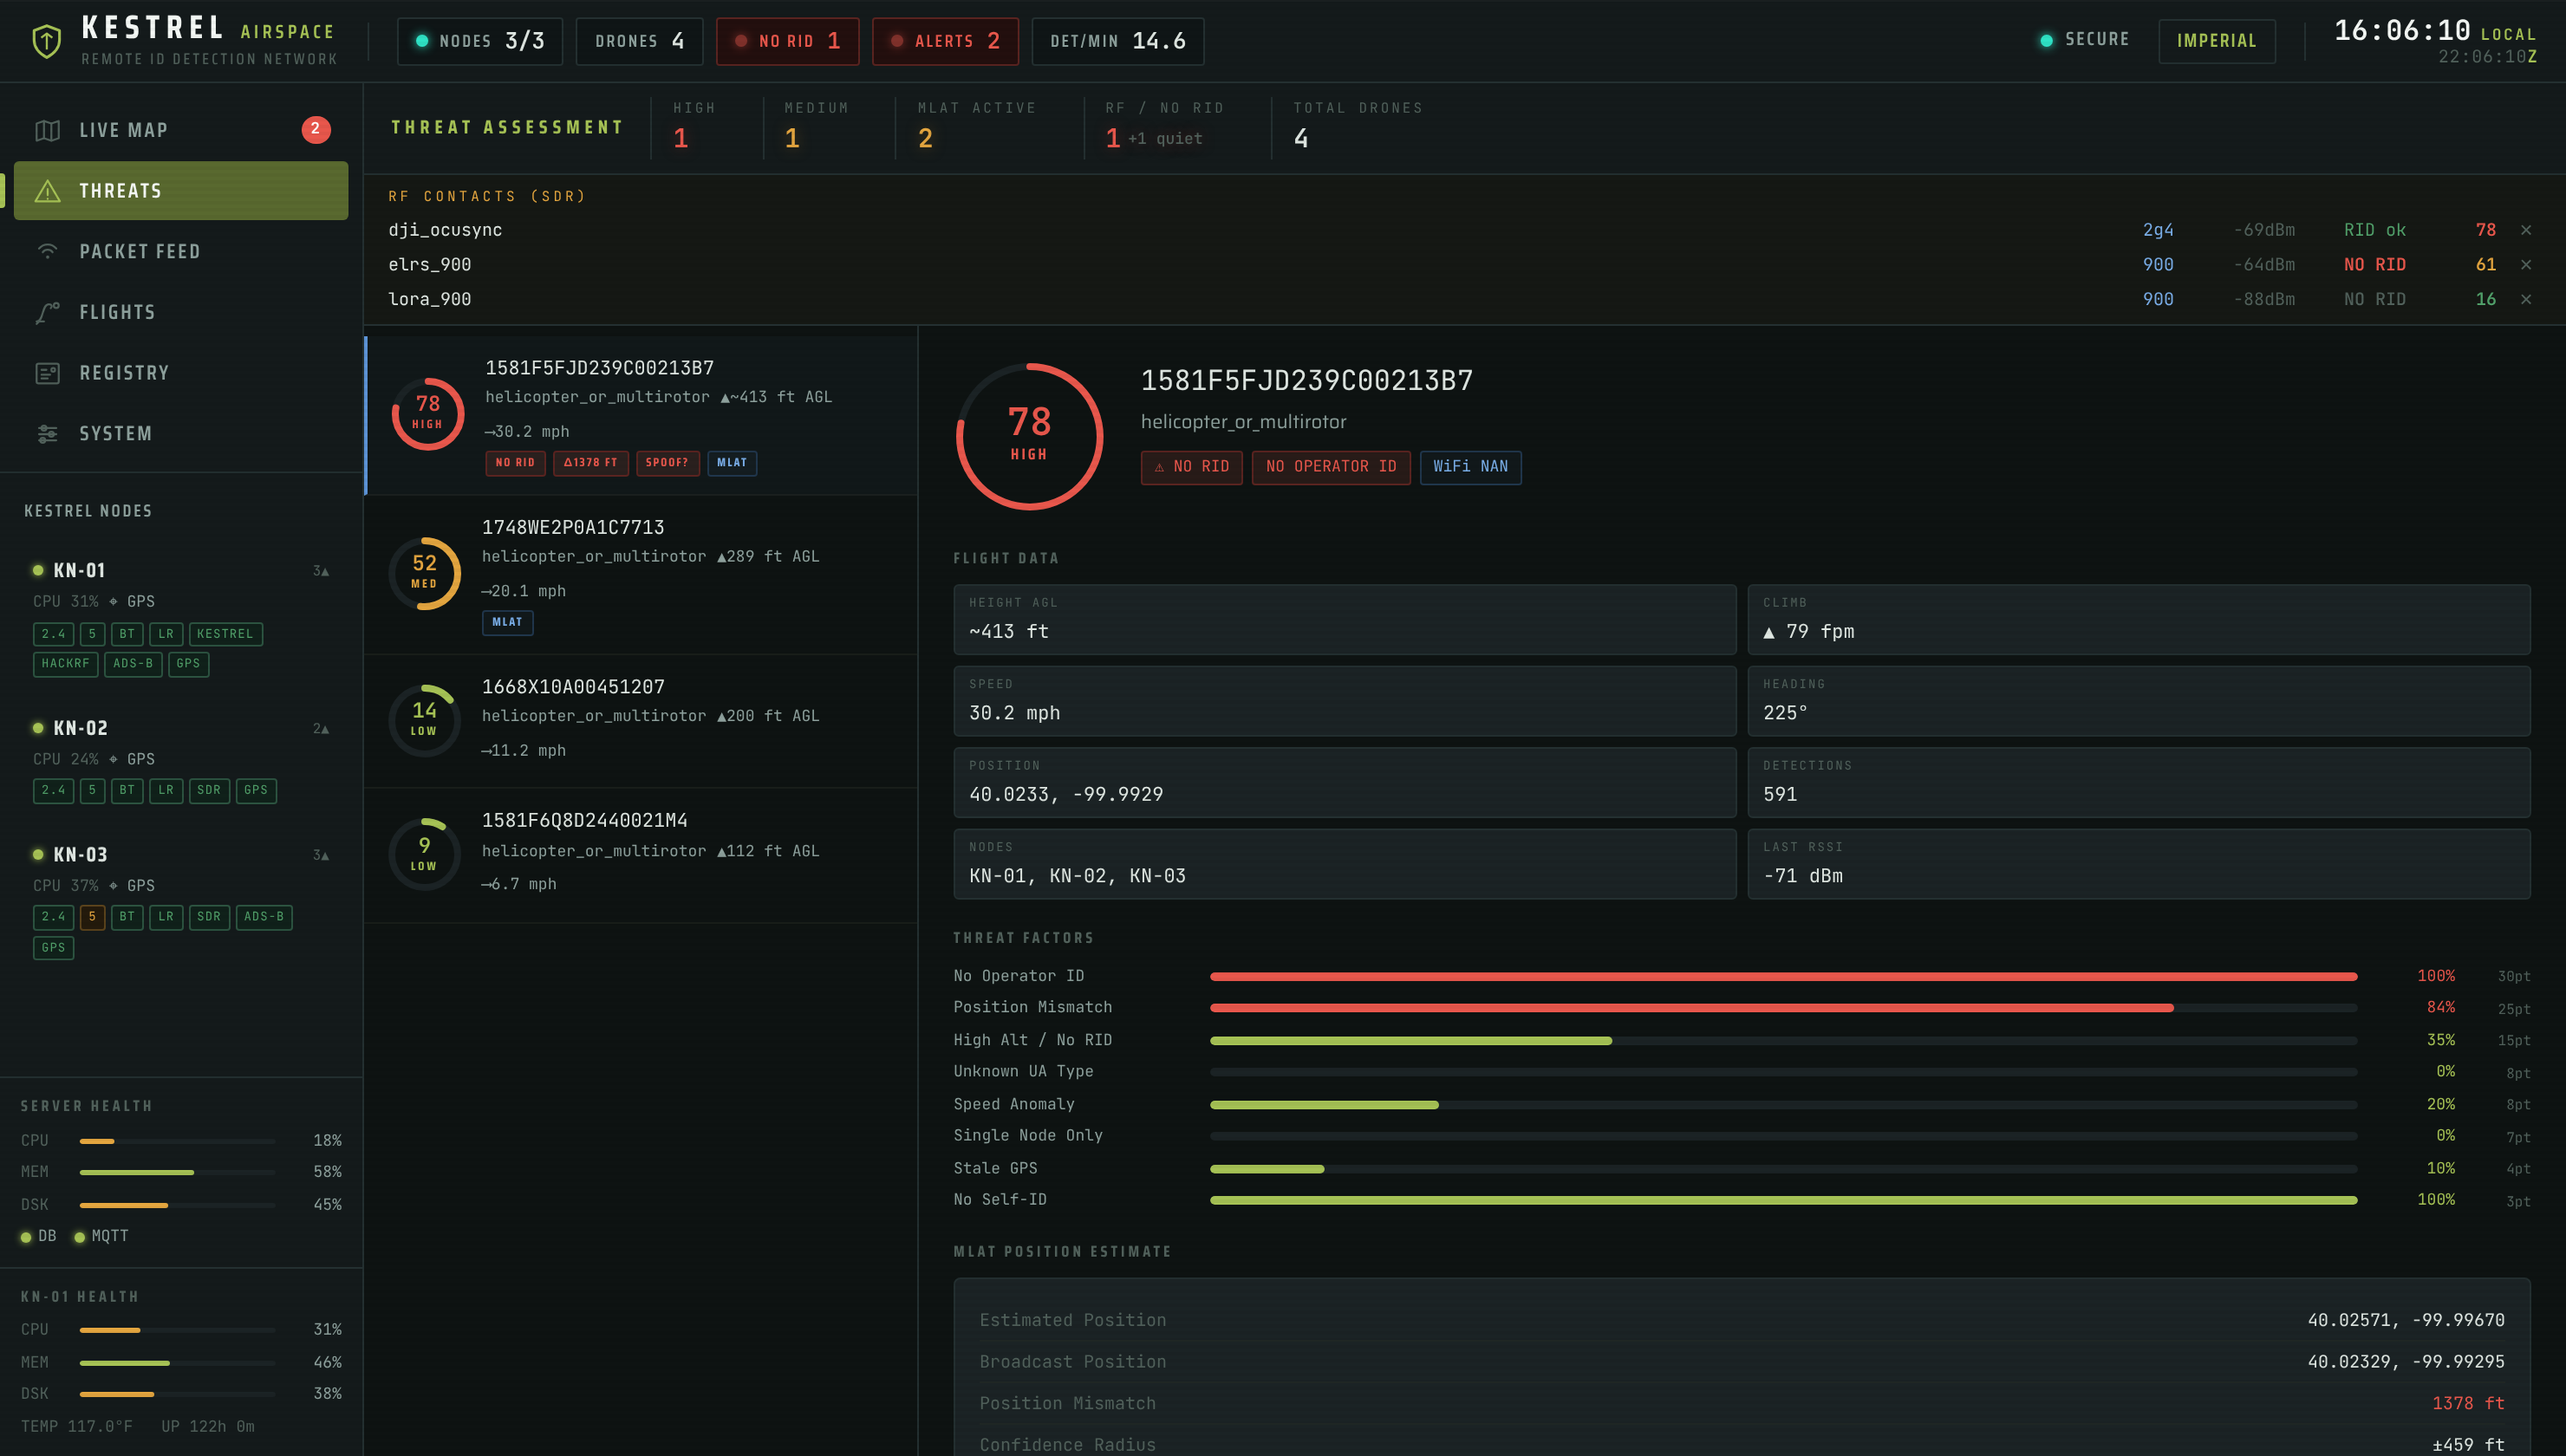 KESTREL AIRSPACE
REMOTE ID DETECTION NETWORK
NODES 3/3
DRONES 4
NO RID 1
ALERTS 2
DET/MIN 14.6
SECURE
IMPERIAL
16:06:10 LOCAL
22:06:10Z
LIVE MAP 2
THREATS
PACKET FEED
FLIGHTS
REGISTRY
SYSTEM
KESTREL NODES
KN-01 3▲
CPU 31% ⌖ GPS
2.4 5 BT LR KESTREL
HACKRF ADS-B GPS
KN-02 2▲
CPU 24% ⌖ GPS
2.4 5 BT LR SDR GPS
KN-03 3▲
CPU 37% ⌖ GPS
2.4 5 BT LR SDR ADS-B
GPS
SERVER HEALTH
CPU 18%
MEM 58%
DSK 45%
DB MQTT
KN-01 HEALTH
CPU 31%
MEM 46%
DSK 38%
TEMP 117.0°F UP 122h 0m
THREAT ASSESSMENT
HIGH
1
MEDIUM
1
MLAT ACTIVE
2
RF / NO RID
1 +1 quiet
TOTAL DRONES
4
RF CONTACTS (SDR)
dji_ocusync 2g4 -69dBm RID ok 78 ×
elrs_900 900 -64dBm NO RID 61 ×
lora_900 900 -88dBm NO RID 16 ×
78
HIGH
1581F5FJD239C00213B7
helicopter_or_multirotor ▲~413 ft AGL
→30.2 mph
NO RID Δ1378 FT SPOOF? MLAT
52
MED
1748WE2P0A1C7713
helicopter_or_multirotor ▲289 ft AGL
→20.1 mph
MLAT
14
LOW
1668X10A00451207
helicopter_or_multirotor ▲200 ft AGL
→11.2 mph
9
LOW
1581F6Q8D2440021M4
helicopter_or_multirotor ▲112 ft AGL
→6.7 mph
78
HIGH
1581F5FJD239C00213B7
helicopter_or_multirotor
⚠ NO RID NO OPERATOR ID WiFi NAN
FLIGHT DATA
HEIGHT AGL
~413 ft
CLIMB
▲ 79 fpm
SPEED
30.2 mph
HEADING
225°
POSITION
40.0233, -99.9929
DETECTIONS
591
NODES
KN-01, KN-02, KN-03
LAST RSSI
-71 dBm
THREAT FACTORS
No Operator ID 100% 30pt
Position Mismatch 84% 25pt
High Alt / No RID 35% 15pt
Unknown UA Type 0% 8pt
Speed Anomaly 20% 8pt
Single Node Only 0% 7pt
Stale GPS 10% 4pt
No Self-ID 100% 3pt
MLAT POSITION ESTIMATE
Estimated Position 40.02571, -99.99670
Broadcast Position 40.02329, -99.99295
Position Mismatch 1378 ft
Confidence Radius ±459 ft